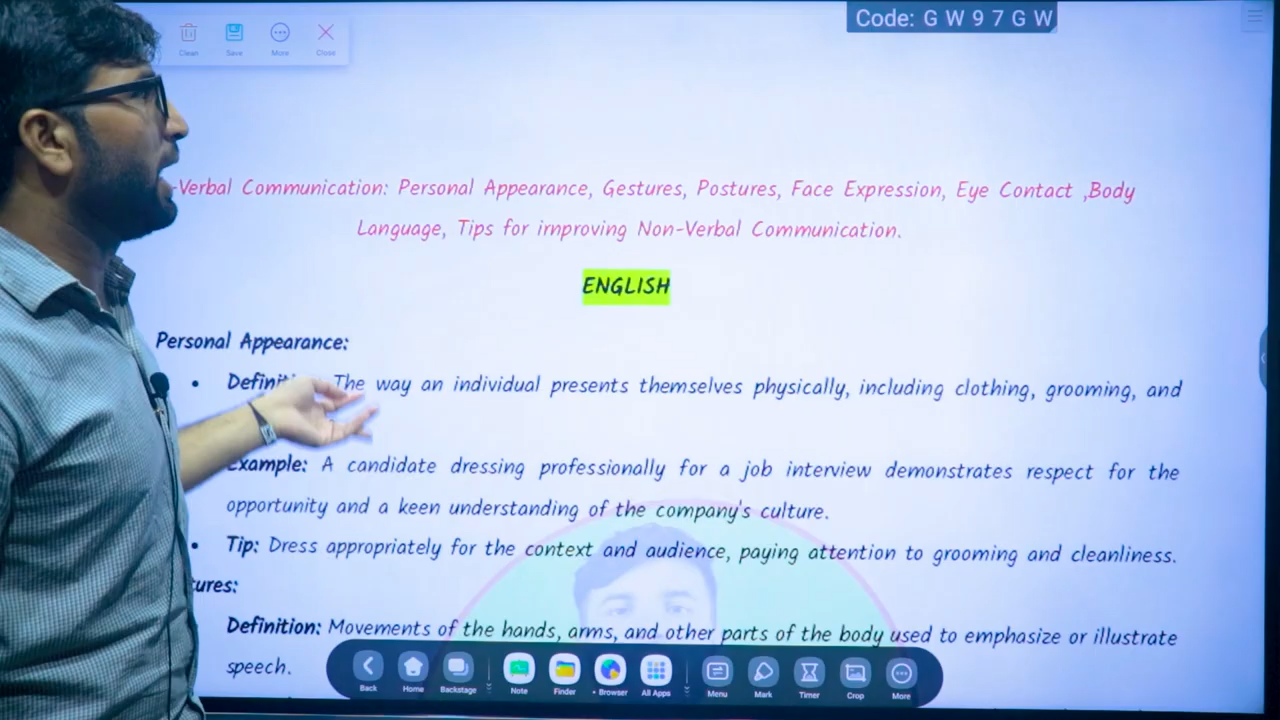 Clean Save More Close
Code: G W 9 7 G W
-Verbal Communication: Personal Appearance, Gestures, Postures, Face Expression, Eye Contact ,Body
Language, Tips for improving Non-Verbal Communication.
ENGLISH
Personal Appearance:
• The way an individual presents themselves physically, including clothing, grooming, and
Example: A candidate dressing professionally for a job interview demonstrates respect for the
opportunity and a keen understanding of the company's culture.
• Tip: Dress appropriately for the context and audience, paying attention to grooming and cleanliness.
ures:
Definition: Movements of the hands, arms, and other parts of the body used to emphasize or illustrate
speech.
Back Home Backstage Note Finder Browser All Apps Menu Mark Timer Crop More